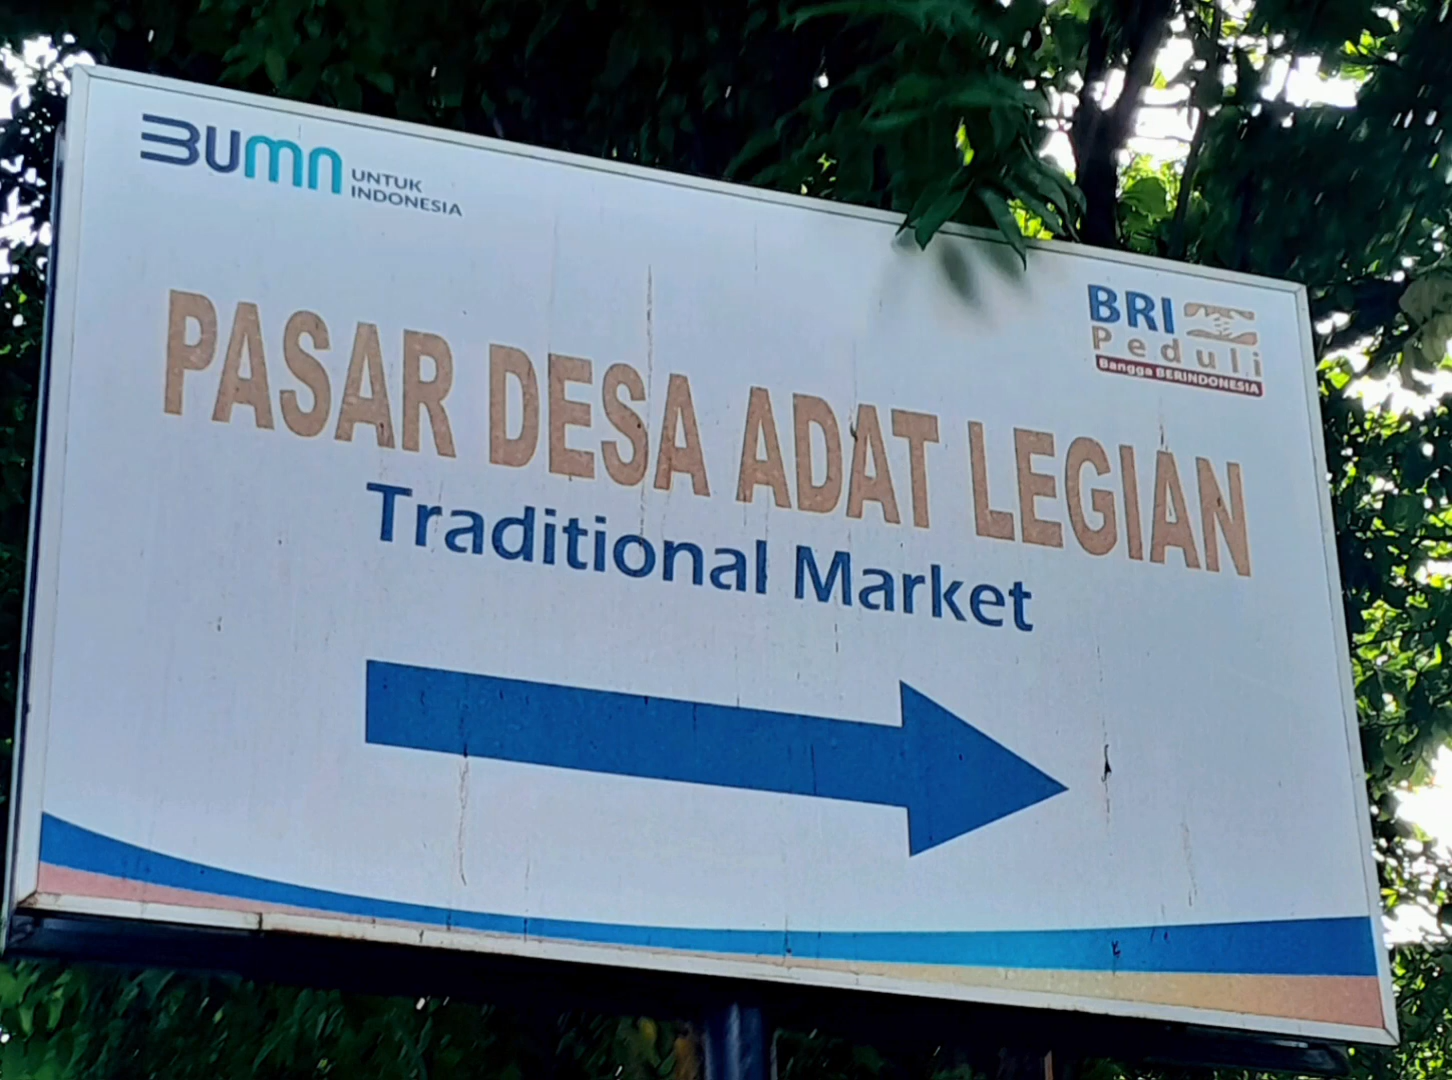 BUMN UNTUK
INDONESIA
BRI
Peduli
Bangga BERINDONESIA
PASAR DESA ADAT LEGIAN
Traditional Market